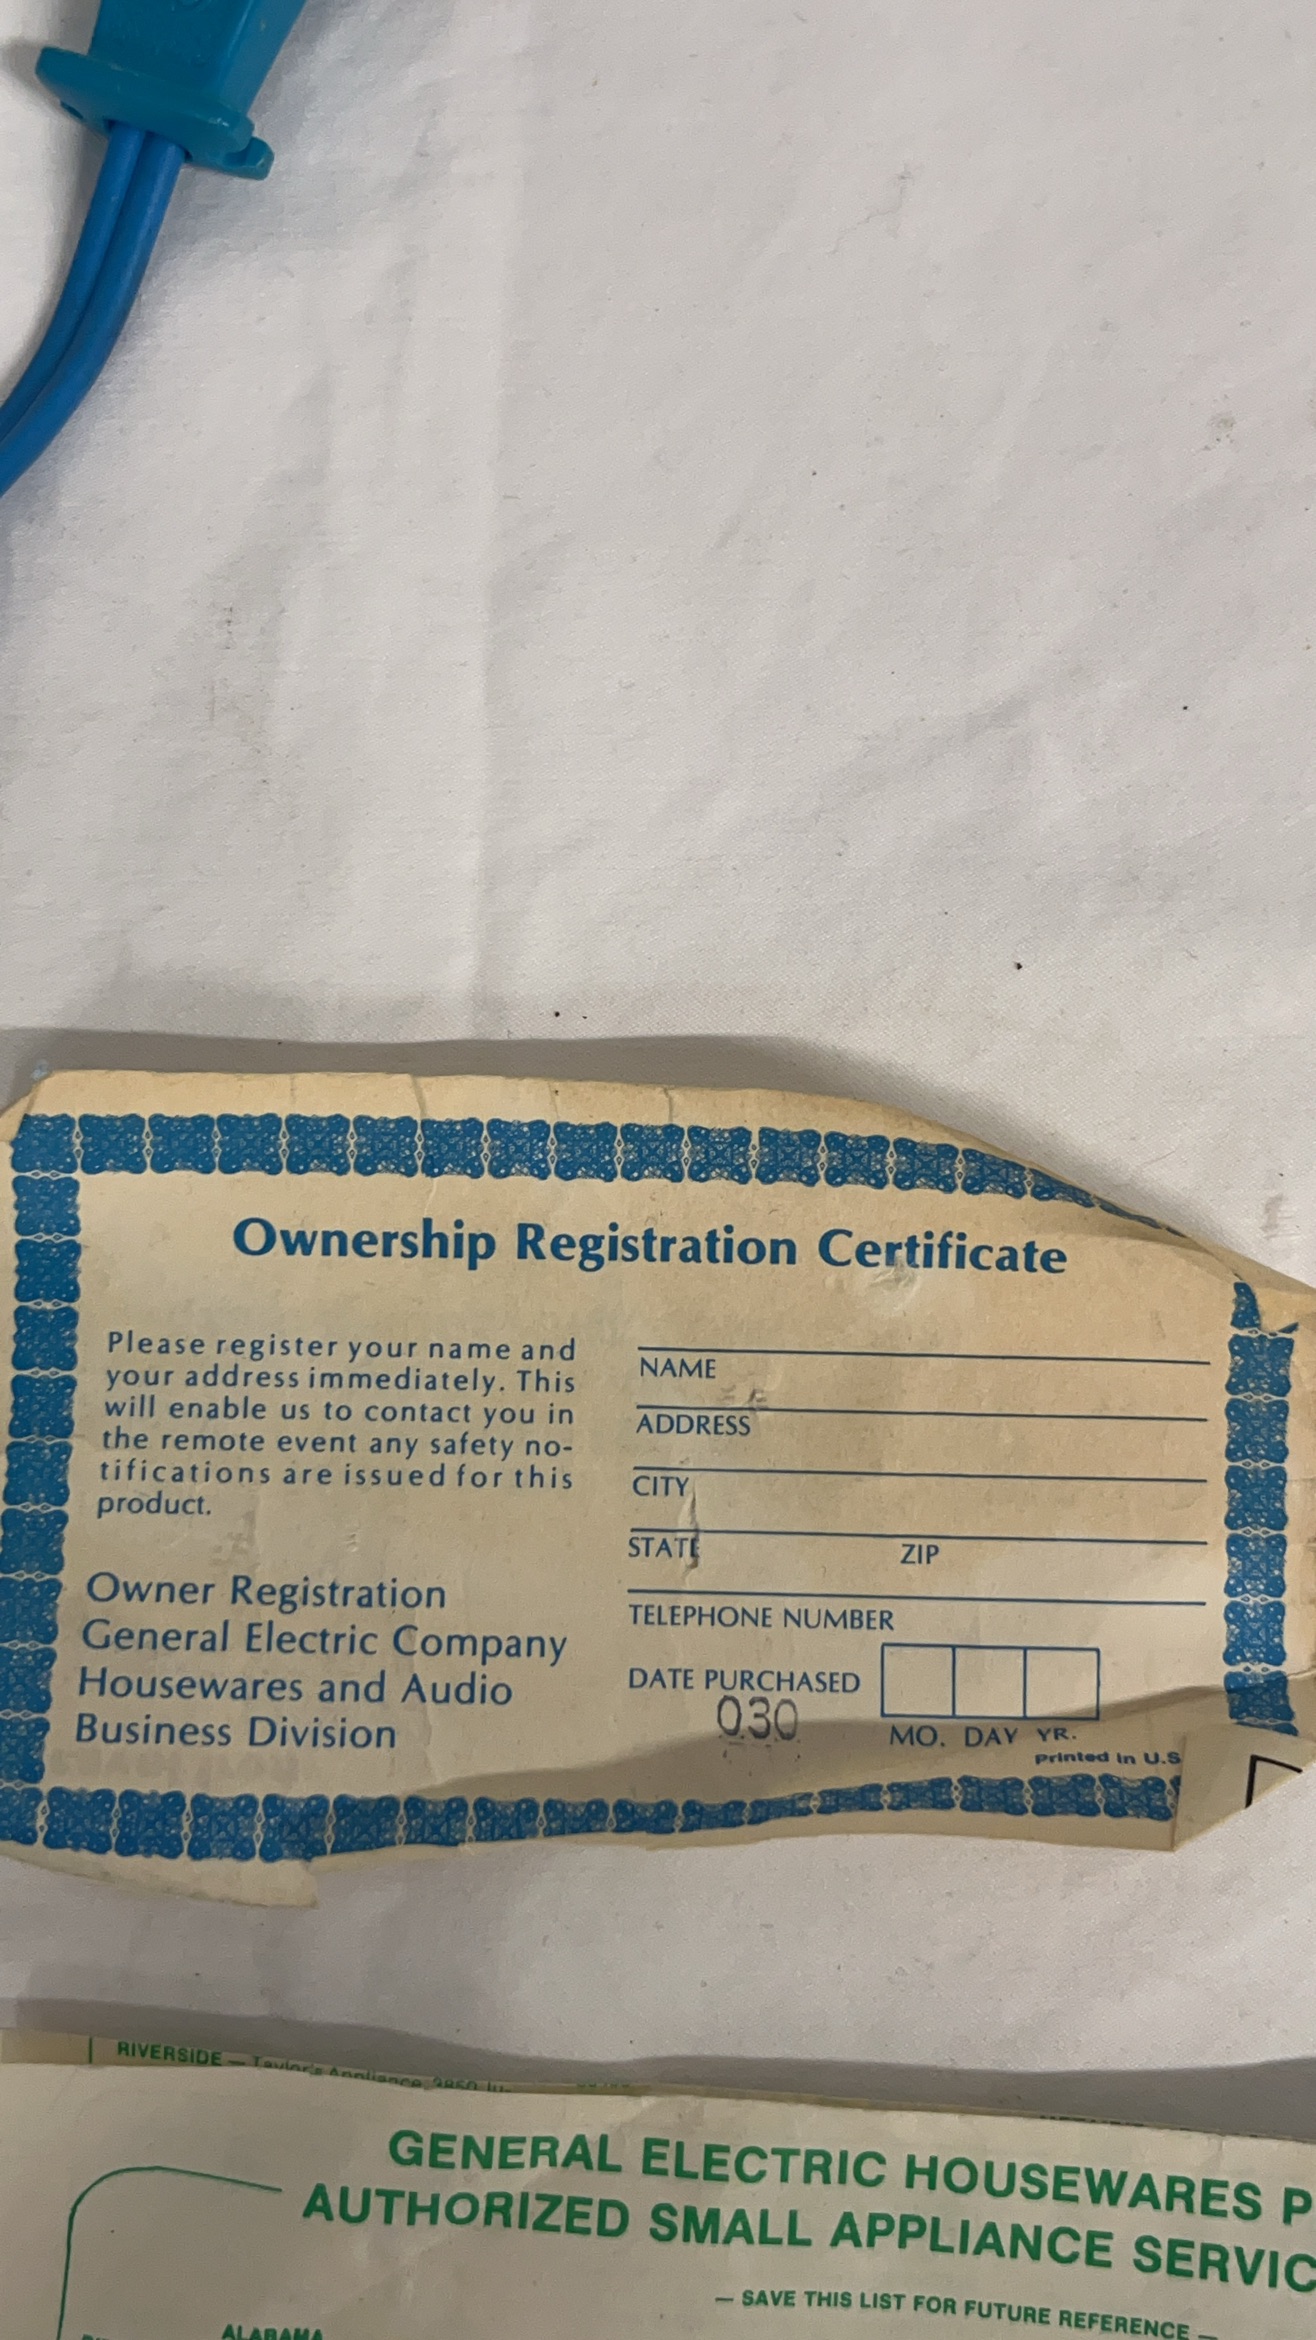 Ownership Registration Certificate
Please register your name and
your address immediately. This
will enable us to contact you in
the remote event any safety no-
tifications are issued for this
product.
Owner Registration
General Electric Company
Housewares and Audio
Business Division
NAME
ADDRESS
CITY
STATE ZIP
TELEPHONE NUMBER
DATE PURCHASED
030
MO. DAY YR.
Printed in U.S
RIVERSIDE — Taylor's Appliance,
GENERAL ELECTRIC HOUSEWARES P
AUTHORIZED SMALL APPLIANCE SERVIC
— SAVE THIS LIST FOR FUTURE REFERENCE —
ALABAMA